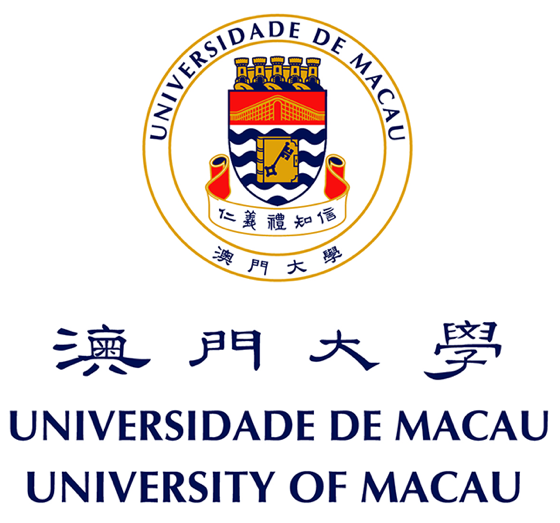 UNIVERSIDADE DE MACAU
仁義禮知信
澳門大學
澳門大學
UNIVERSIDADE DE MACAU
UNIVERSITY OF MACAU